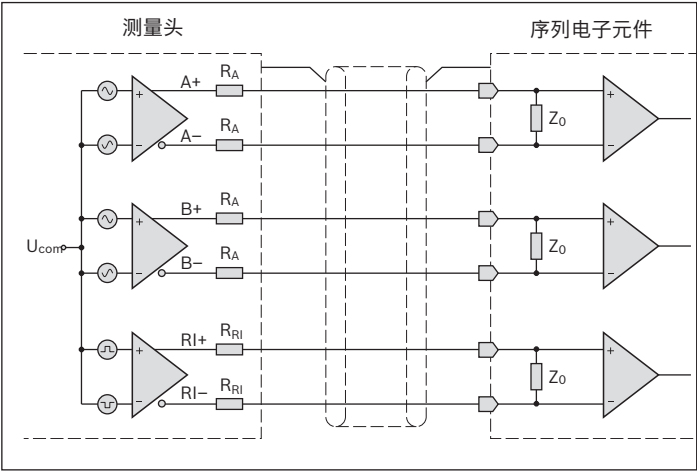 测量头
序列电子元件
A+ RA
+ +
RA Z0
A−
− −
B+ RA
+ +
Ucom
RA Z0
B−
− −
RI+ RRI
+ +
RI− RRI Z0
− −